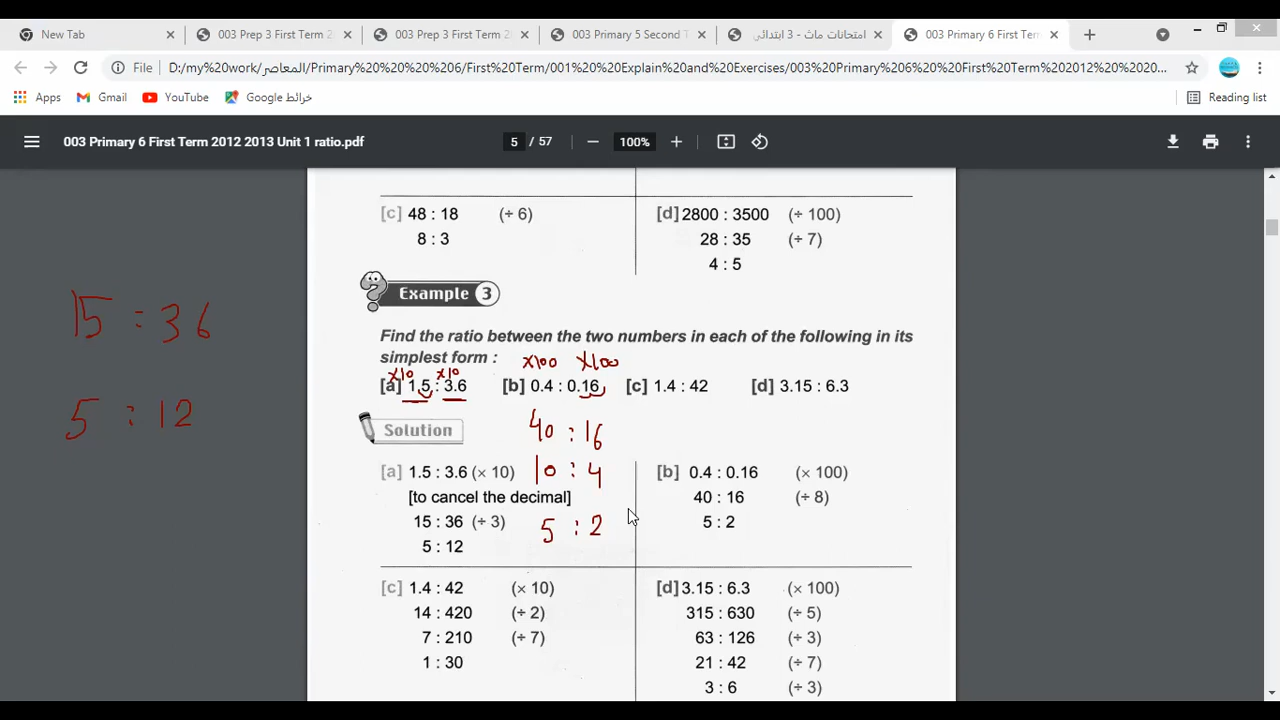 New Tab
003 Prep 3 First Term 2
003 Prep 3 First Term 2
003 Primary 5 Second T
امتحانات ماث - 3 ابتدائي
003 Primary 6 First Term 2
File D:/my%20work/المعاصر/Primary%20%20%20%206/First%20Term/001%20%20Explain%20and%20Exercises/003%20Primary%206%20%20First%20Term%202012%20%20...
Apps Gmail YouTube خرائط Google Reading list
003 Primary 6 First Term 2012 2013 Unit 1 ratio.pdf 5 / 57 100%
[c] 48 : 18 (÷ 6)
8 : 3
[d] 2800 : 3500 (÷ 100)
28 : 35 (÷ 7)
4 : 5
15 : 36
5 : 12
Example 3
Find the ratio between the two numbers in each of the following in its
simplest form :
×10 ×10 ×100 ×100
[a] 1.5 : 3.6 [b] 0.4 : 0.16 [c] 1.4 : 42 [d] 3.15 : 6.3
Solution
40 : 16
10 : 4
5 : 2
[a] 1.5 : 3.6 (× 10)
[to cancel the decimal]
15 : 36 (÷ 3)
5 : 12
[b] 0.4 : 0.16 (× 100)
40 : 16 (÷ 8)
5 : 2
[c] 1.4 : 42 (× 10)
14 : 420 (÷ 2)
7 : 210 (÷ 7)
1 : 30
[d] 3.15 : 6.3 (× 100)
315 : 630 (÷ 5)
63 : 126 (÷ 3)
21 : 42 (÷ 7)
3 : 6 (÷ 3)